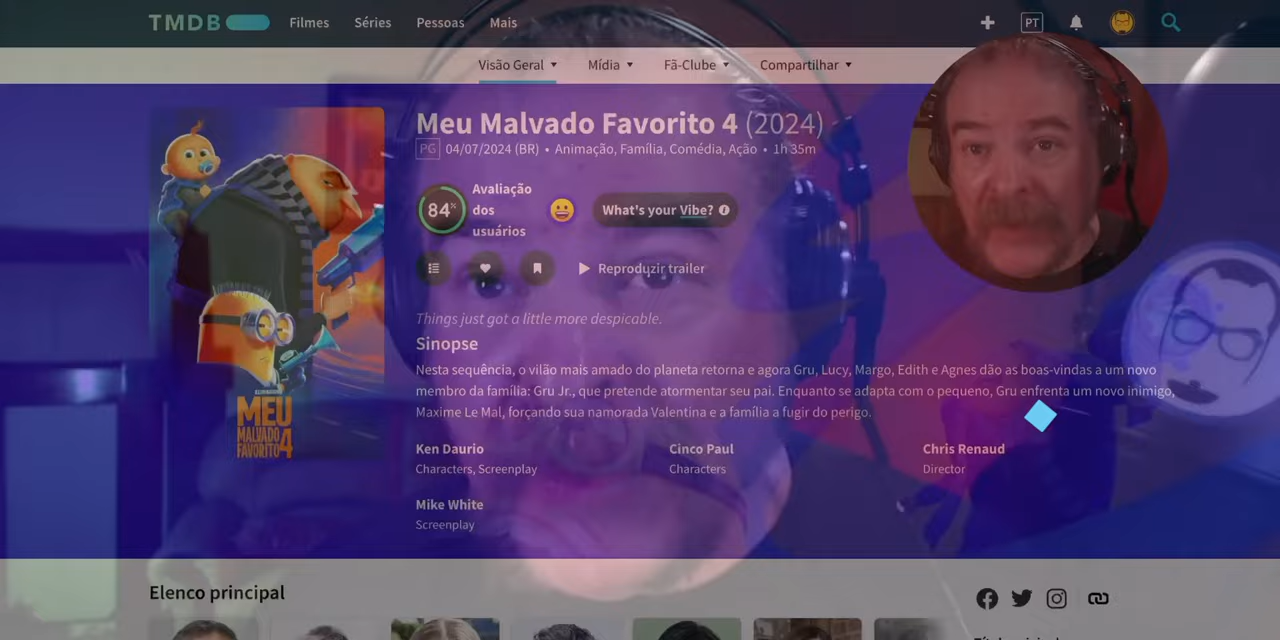 TMDB
Filmes Séries Pessoas Mais
PT
Visão Geral Mídia Fã-Clube Compartilhar
Meu Malvado Favorito 4 (2024)
PG 04/07/2024 (BR) • Animação, Família, Comédia, Ação • 1h 35m
84%
Avaliação
dos
usuários
What's your Vibe?
Reproduzir trailer
Things just got a little more despicable.
Sinopse
Nesta sequência, o vilão mais amado do planeta retorna e agora Gru, Lucy, Margo, Edith e Agnes dão as boas-vindas a um novo
membro da família: Gru Jr., que pretende atormentar seu pai. Enquanto se adapta com o pequeno, Gru enfrenta um novo inimigo,
Maxime Le Mal, forçando sua namorada Valentina e a família a fugir do perigo.
Ken Daurio
Characters, Screenplay
Cinco Paul
Characters
Chris Renaud
Director
Mike White
Screenplay
MEU
MALVADO
FAVORITO 4
Elenco principal